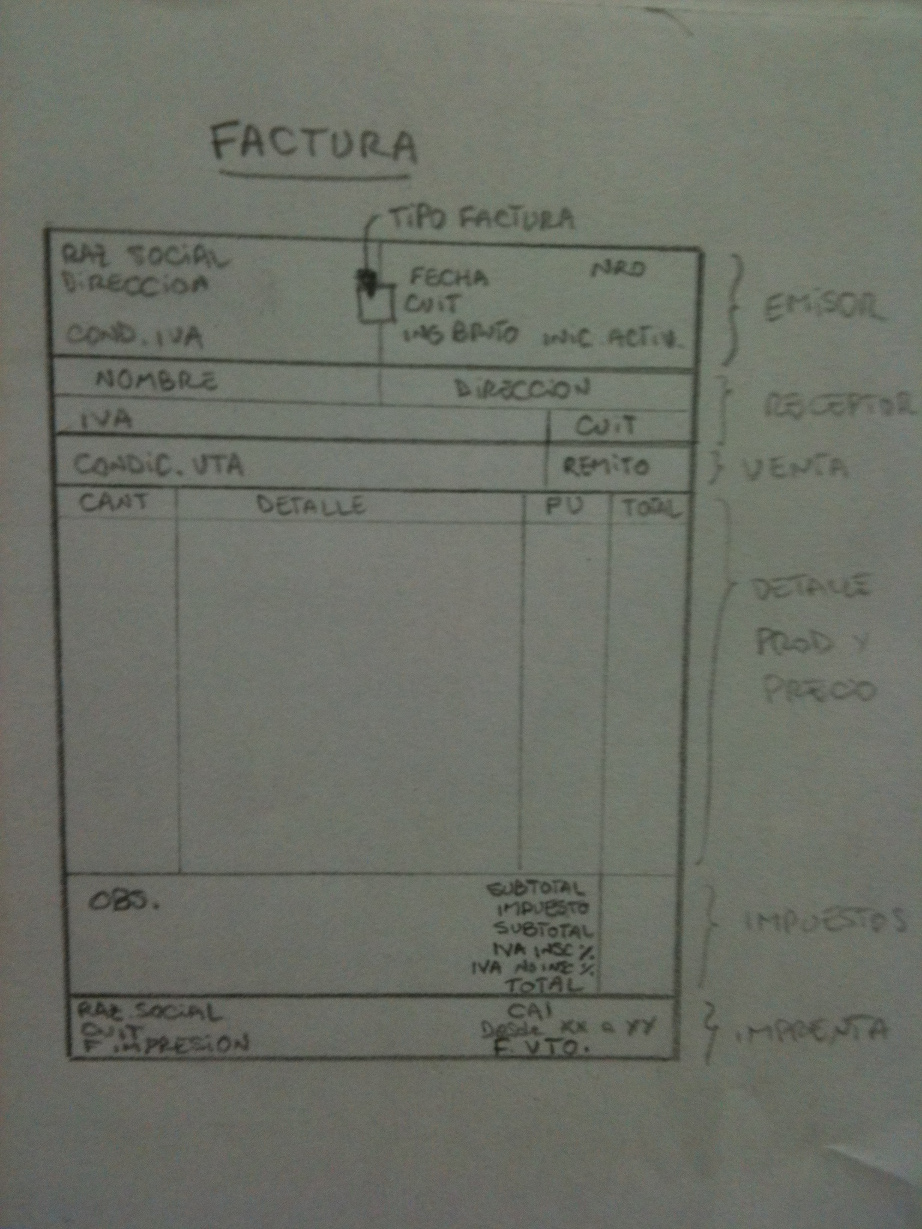 FACTURA
TIPO FACTURA
RAZ SOCIAL
DIRECCION
COND. IVA
NRO
FECHA
CUIT
ING BRUTO INIC. ACTIV.
EMISOR
NOMBRE DIRECCION
IVA CUIT
RECEPTOR
CONDIC. VTA REMITO
VENTA
CANT DETALLE PU TOTAL
DETALLE
PROD Y
PRECIO
OBS.
SUBTOTAL
IMPUESTO
SUBTOTAL
IVA INSC %
IVA NO INSC %
TOTAL
IMPUESTOS
RAZ. SOCIAL
CUIT
F. IMPRESION
CAI
Desde XX a YY
F. VTO.
IMPRENTA